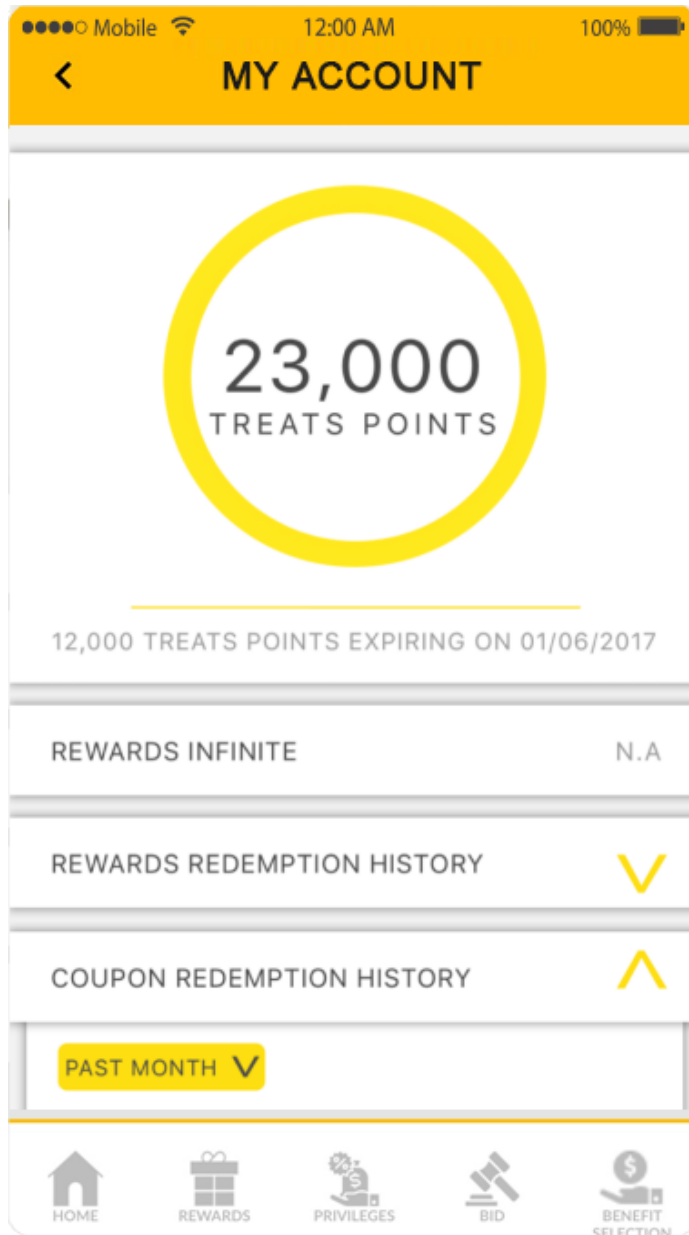 Mobile 12:00 AM 100%
MY ACCOUNT
23,000
TREATS POINTS
12,000 TREATS POINTS EXPIRING ON 01/06/2017
REWARDS INFINITE N.A
REWARDS REDEMPTION HISTORY
COUPON REDEMPTION HISTORY
PAST MONTH
HOME REWARDS PRIVILEGES BID BENEFIT
SELECTION